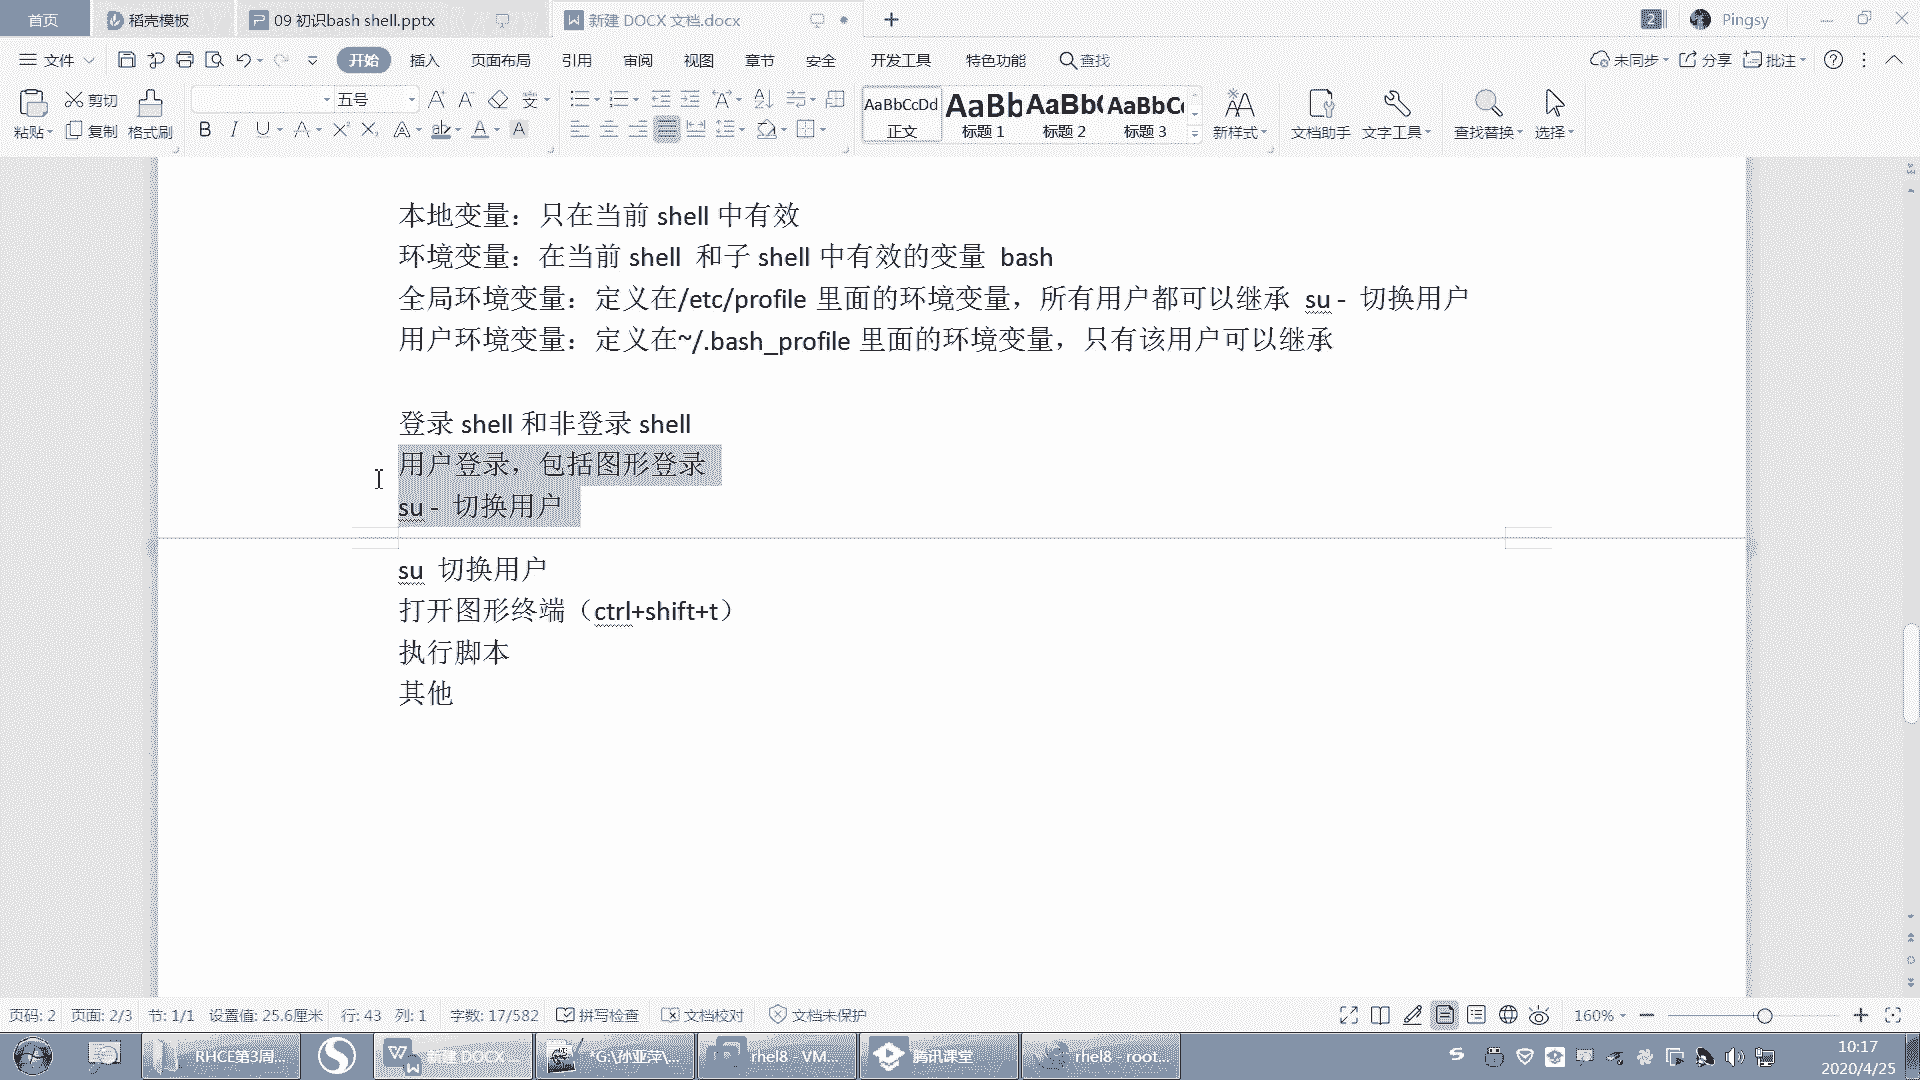 首页 稻壳模板 09 初识bash shell.pptx 新建 DOCX 文档.docx 2 Pingsy
文件 开始 插入 页面布局 引用 审阅 视图 章节 安全 开发工具 特色功能 查找 未同步 分享 批注
粘贴 剪切 复制 格式刷 五号 AaBbCcDd 正文 AaBb 标题 1 AaBb( 标题 2 AaBbC 标题 3 新样式 文档助手 文字工具 查找替换 选择
本地变量：只在当前 shell 中有效
环境变量：在当前 shell 和子 shell 中有效的变量 bash
全局环境变量：定义在/etc/profile 里面的环境变量，所有用户都可以继承 su - 切换用户
用户环境变量：定义在~/.bash_profile 里面的环境变量，只有该用户可以继承
登录 shell 和非登录 shell
用户登录，包括图形登录
su - 切换用户
su 切换用户
打开图形终端（ctrl+shift+t）
执行脚本
其他
页码: 2 页面: 2/3 节: 1/1 设置值: 25.6厘米 行: 43 列: 1 字数: 17/582 拼写检查 文档校对 文档未保护 160%
RHCE第3周... 新建 DOCX ... *G:\孙亚萍\... rhel8 - VM... 腾讯课堂 rhel8 - root... 10:17
2020/4/25